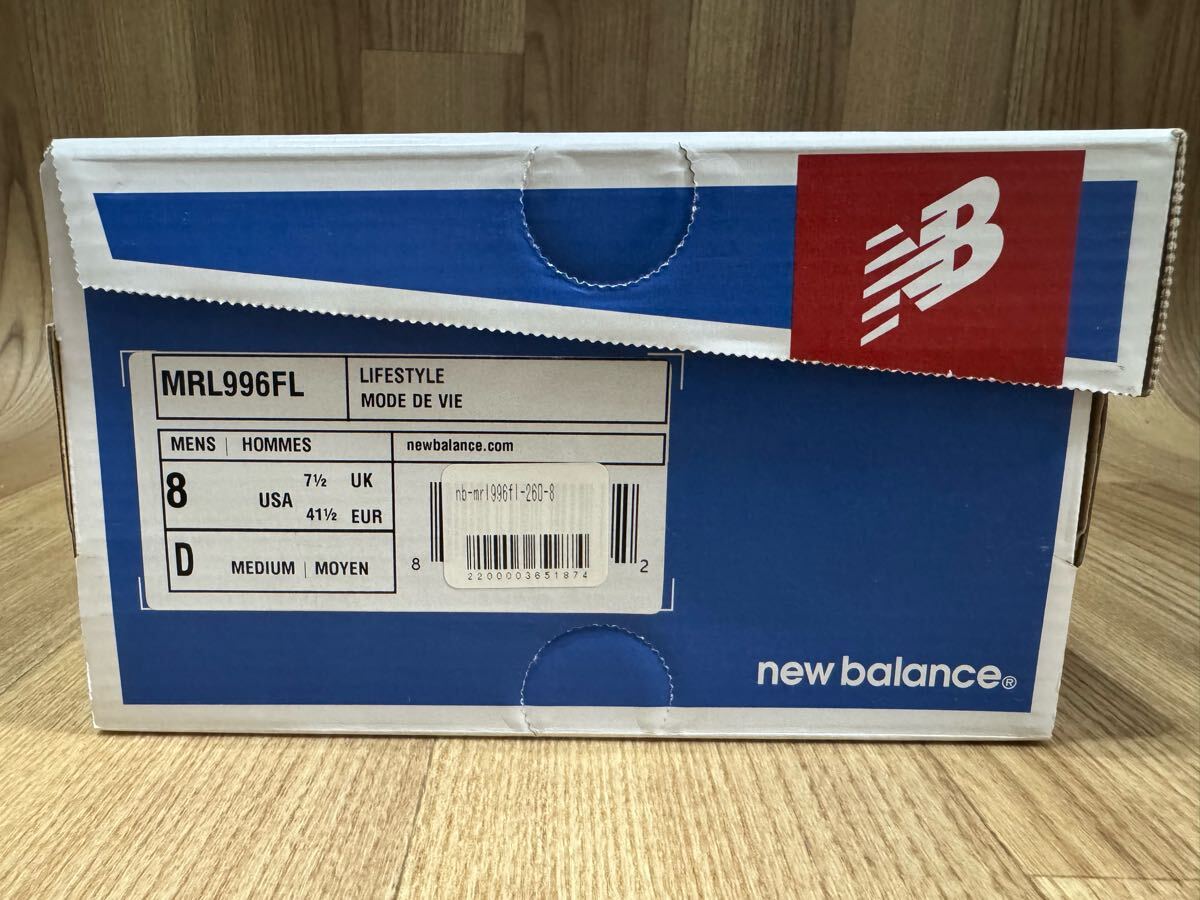 NB
MRL996FL
LIFESTYLE
MODE DE VIE
MENS | HOMMES
newbalance.com
8
USA
7½ UK
41½ EUR
D
MEDIUM | MOYEN
nb-mrl996fl-260-8
2200003651874
8
2
new balance®